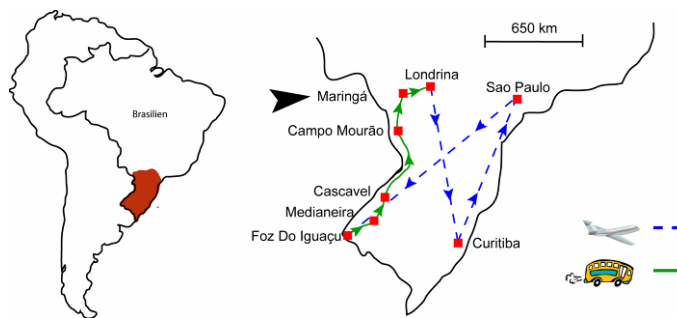 Brasilien
650 km
Londrina
Maringá
Sao Paulo
Campo Mourão
Cascavel
Medianeira
Foz Do Iguaçu
Curitiba